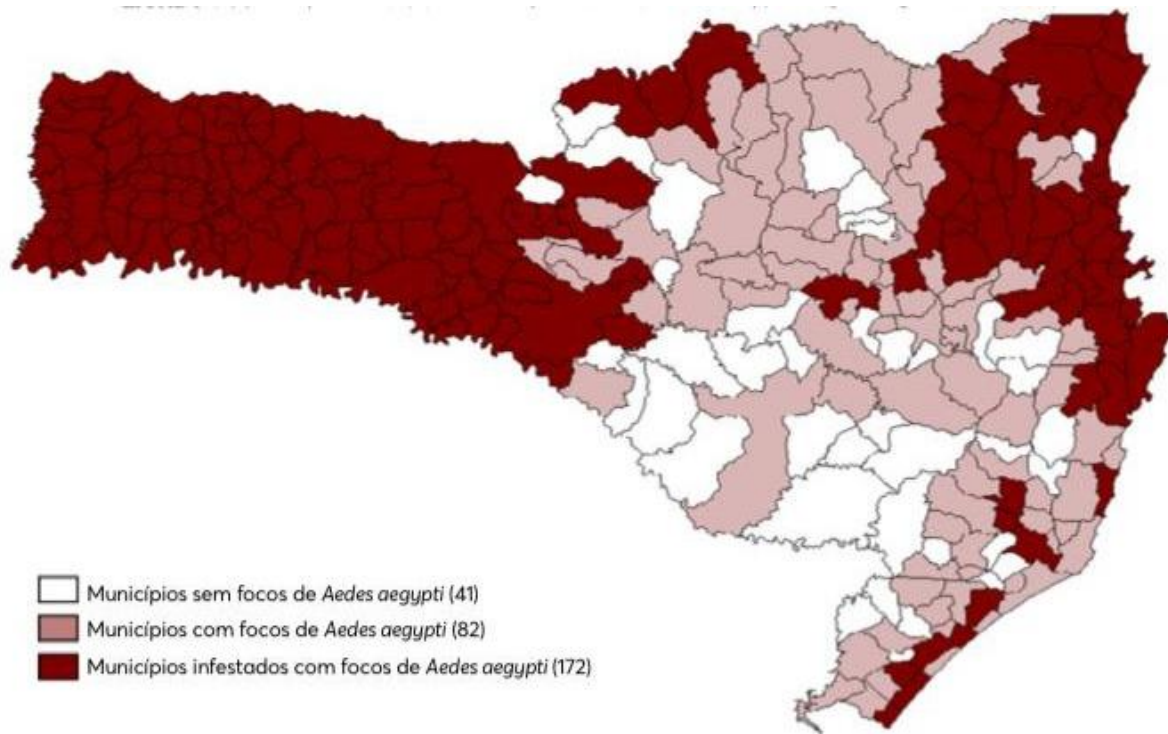 Municípios sem focos de Aedes aegypti (41)
Municípios com focos de Aedes aegypti (82)
Municípios infestados com focos de Aedes aegypti (172)